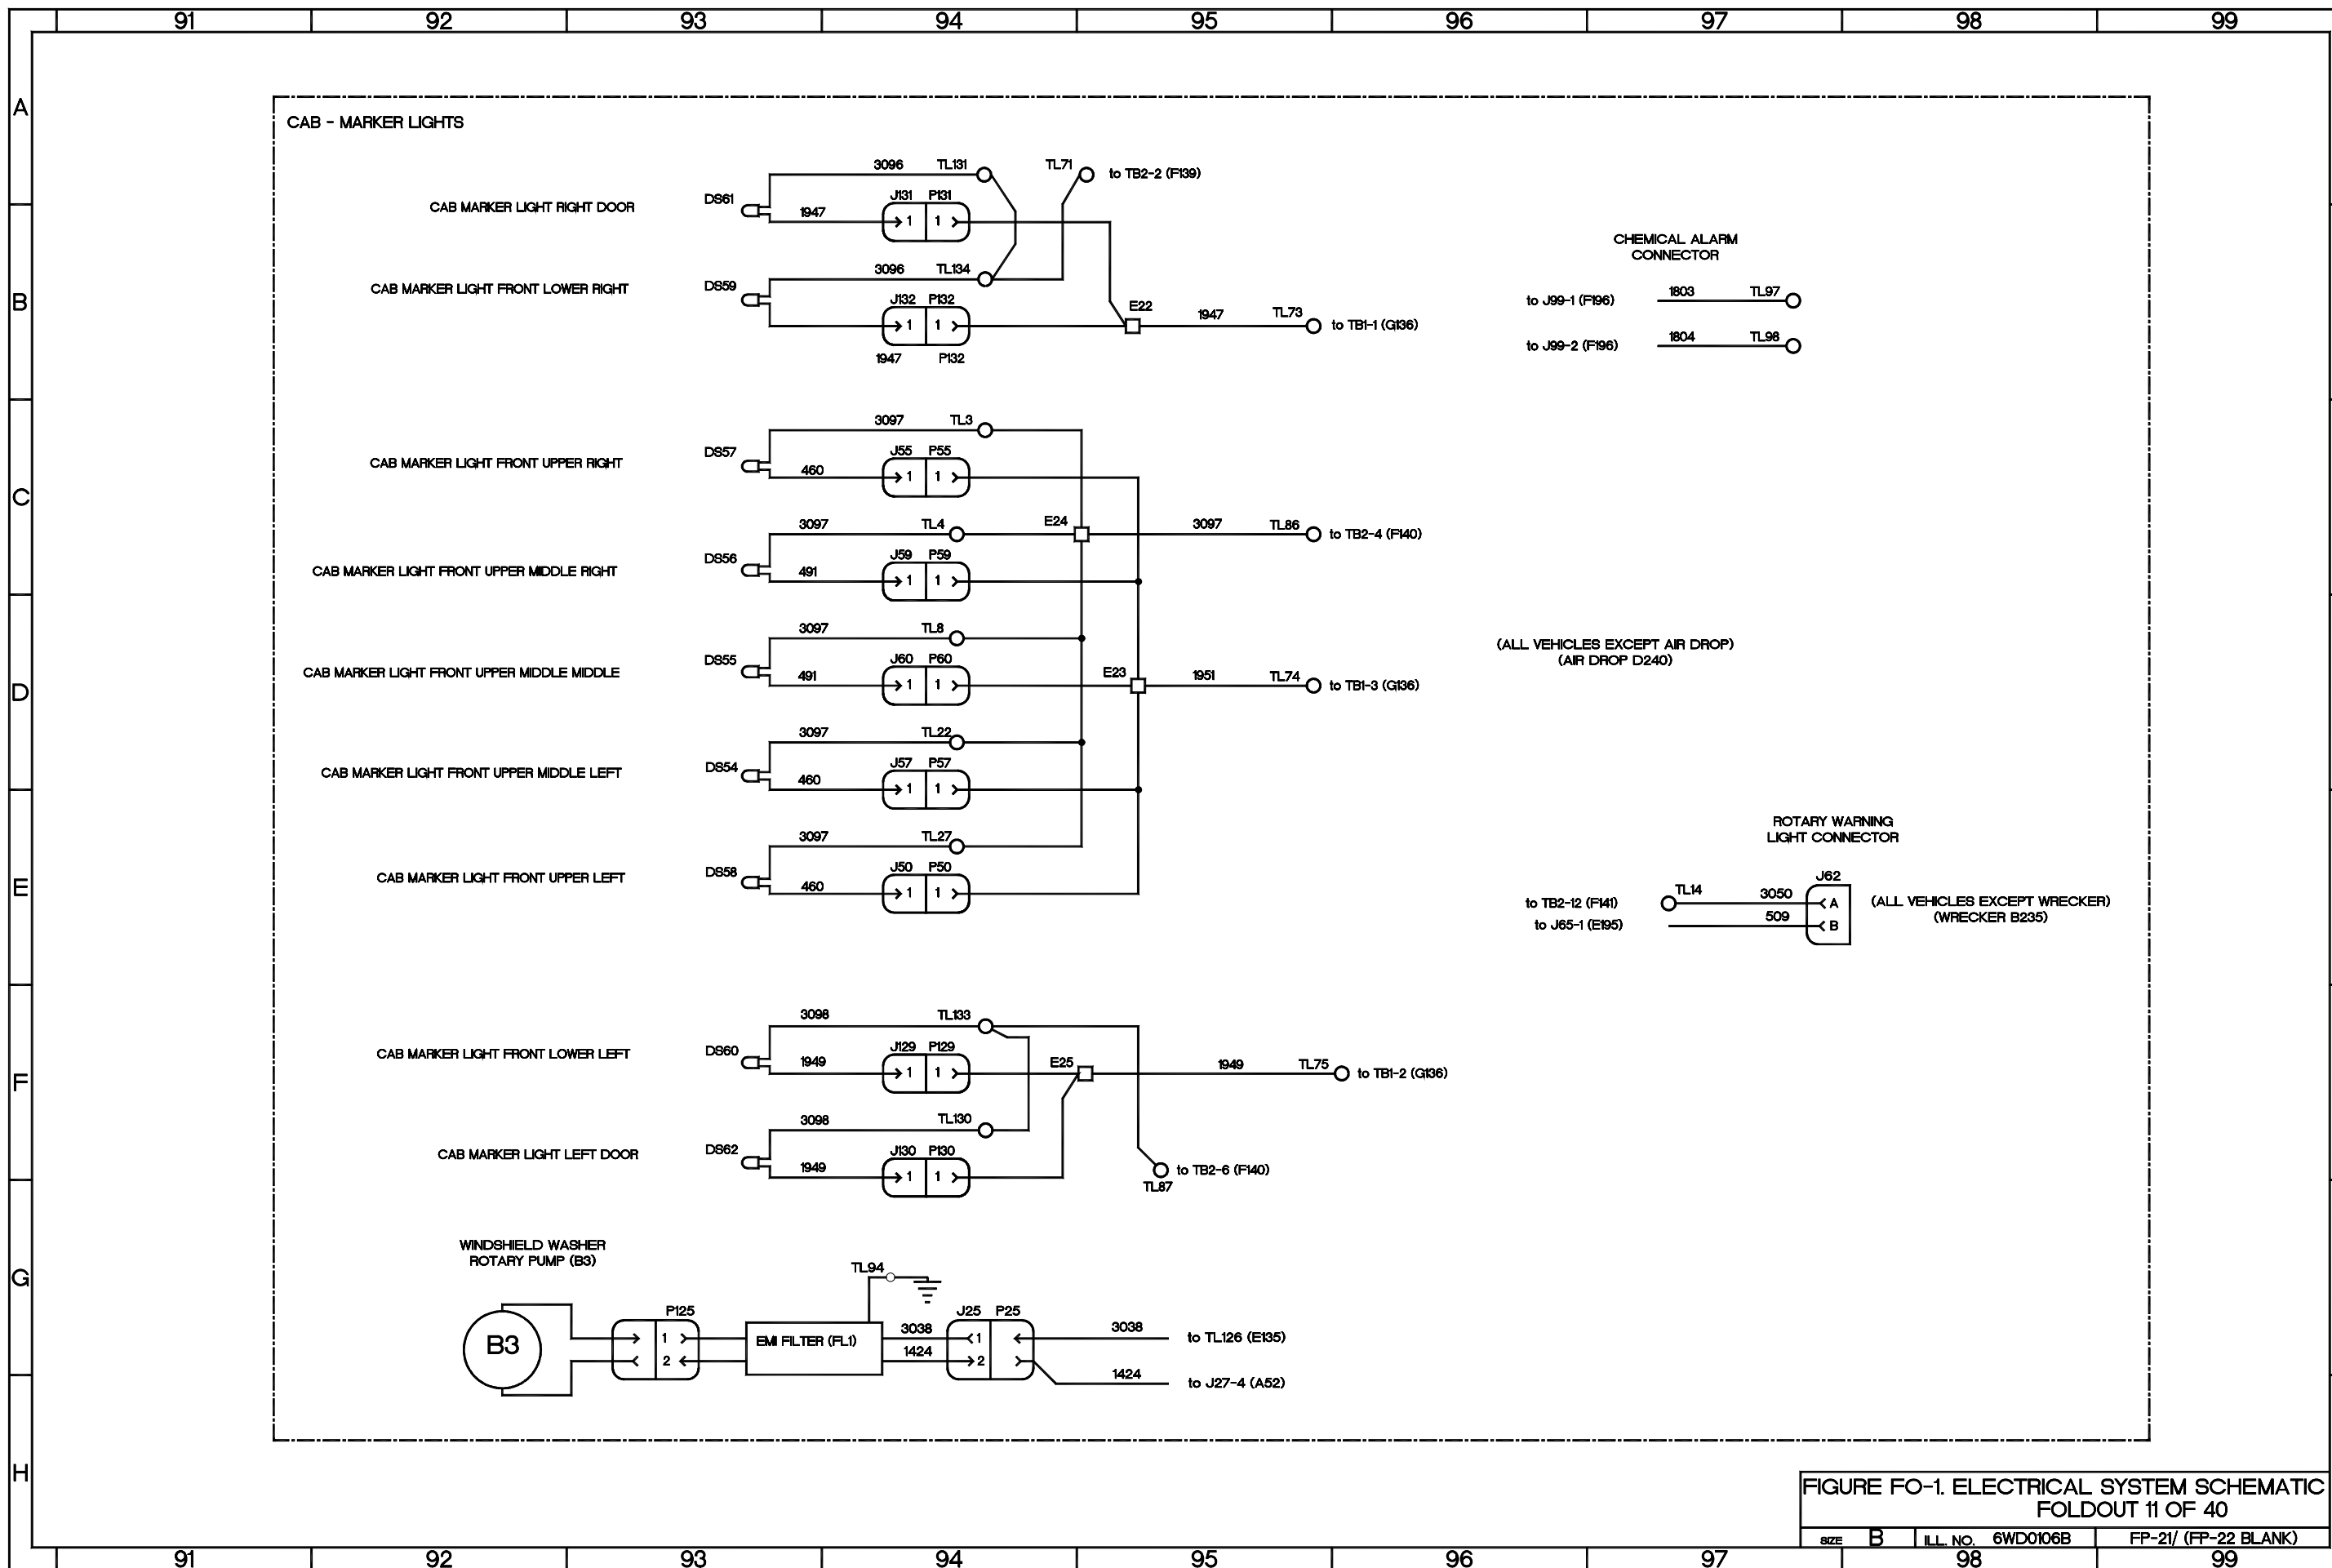 91 92 93 94 95 96 97 98 99
A
CAB - MARKER LIGHTS
3096 TL131 TL71 to TB2-2 (F139)
CAB MARKER LIGHT RIGHT DOOR DS61 J131 P131
1947 1 1
CHEMICAL ALARM
CONNECTOR
B
CAB MARKER LIGHT FRONT LOWER RIGHT DS59 3096 TL134
J132 P132 E22
1 1 1947 TL73 to TB1-1 (G136)
1947 P132
to J99-1 (F196) 1803 TL97
to J99-2 (F196) 1804 TL98
3097 TL3
CAB MARKER LIGHT FRONT UPPER RIGHT DS57 J55 P55
460 1 1
C
3097 TL4 E24 3097 TL86 to TB2-4 (F140)
CAB MARKER LIGHT FRONT UPPER MIDDLE RIGHT DS56 J59 P59
491 1 1
3097 TL8
(ALL VEHICLES EXCEPT AIR DROP)
(AIR DROP D240)
CAB MARKER LIGHT FRONT UPPER MIDDLE MIDDLE DS55 J60 P60
491 1 1 E23 1951 TL74 to TB1-3 (G136)
D
3097 TL22
CAB MARKER LIGHT FRONT UPPER MIDDLE LEFT DS54 J57 P57
460 1 1
3097 TL27
ROTARY WARNING
LIGHT CONNECTOR
CAB MARKER LIGHT FRONT UPPER LEFT DS58 J50 P50
460 1 1
E
J62
to TB2-12 (F141) TL14 3050 A
to J65-1 (E195) 509 B
(ALL VEHICLES EXCEPT WRECKER)
(WRECKER B235)
3098 TL133
CAB MARKER LIGHT FRONT LOWER LEFT DS60 J129 P129
1949 1 1 E25 1949 TL75 to TB1-2 (G136)
F
3098 TL130
CAB MARKER LIGHT LEFT DOOR DS62 J130 P130
1949 1 1
to TB2-6 (F140)
TL87
WINDSHIELD WASHER
ROTARY PUMP (B3)
G
TL94
B3 P125 1 2
EMI FILTER (FL1)
J25 P25
3038 1 3038 to TL126 (E135)
1424 2 1424 to J27-4 (A52)
H
FIGURE FO-1. ELECTRICAL SYSTEM SCHEMATIC
FOLDOUT 11 OF 40
SIZE B ILL. NO. 6WD0106B FP-21/ (FP-22 BLANK)
91 92 93 94 95 96 97 98 99